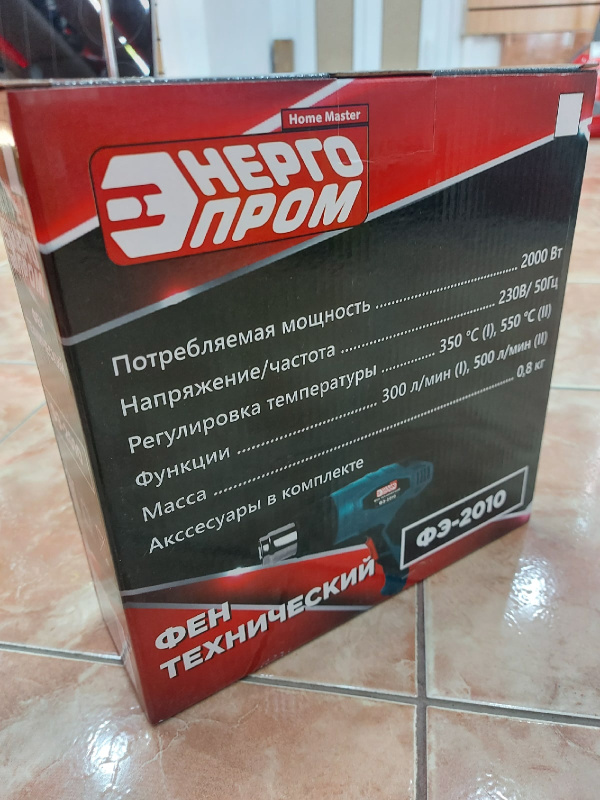 Home Master
ЭНЕРГО
ПРОМ
Потребляемая мощность ........................ 2000 Вт
Напряжение/частота ........................ 230В/ 50Гц
Регулировка температуры ......... 350 °C (I), 550 °C (II)
Функции ........................ 300 л/мин (I), 500 л/мин (II)
Масса ........................ 0,8 кг
Акссесуары в комплекте
ФЭ-2010
ФЕН
ТЕХНИЧЕСКИЙ